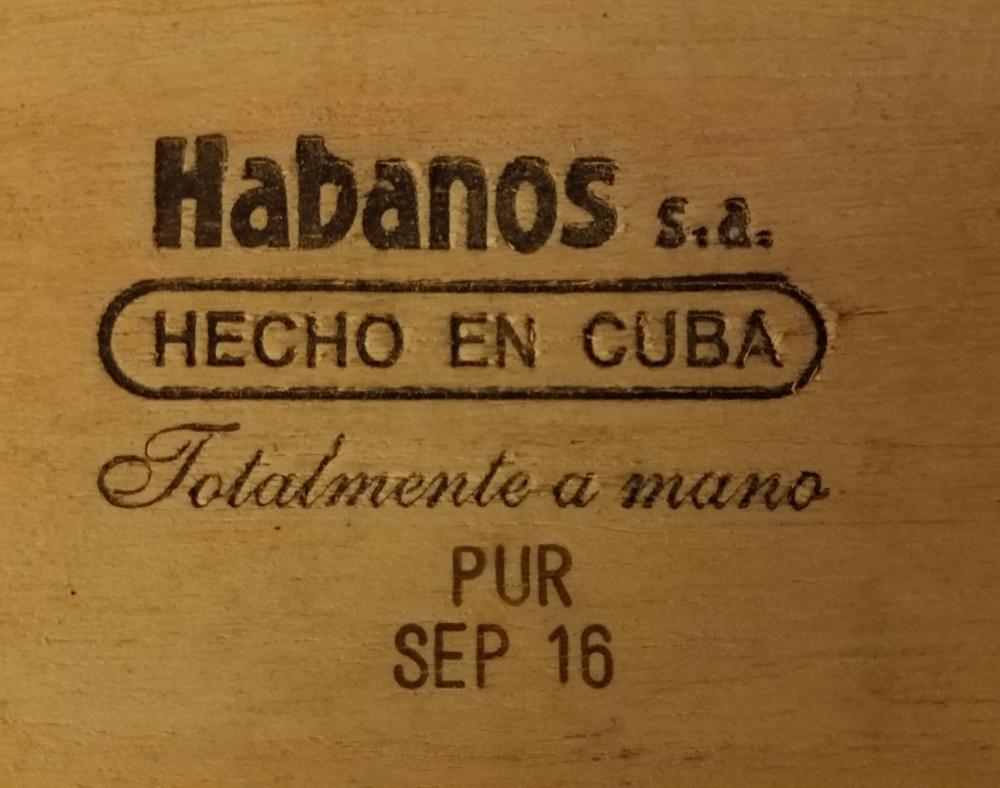 Habanos s.a.
HECHO EN CUBA
Totalmente a mano
PUR
SEP 16